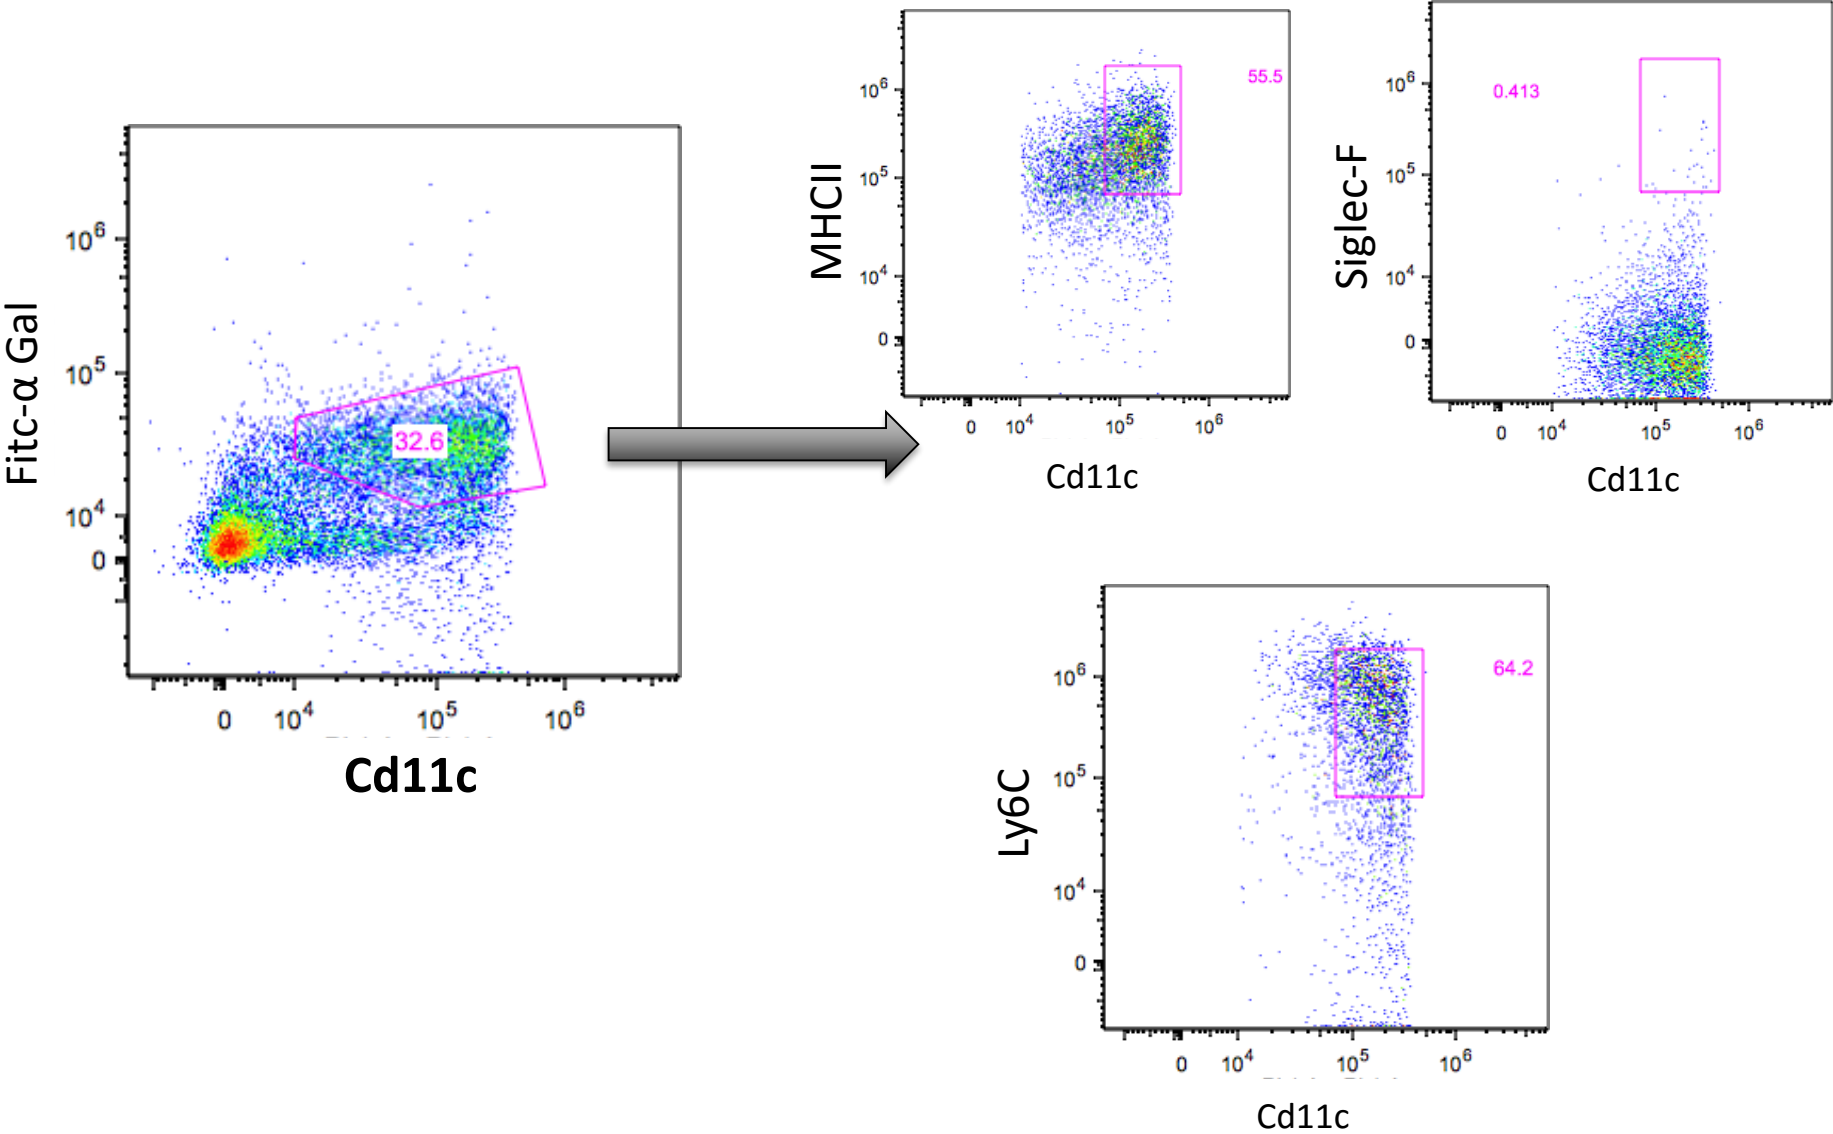 Fitc-α Gal
10⁶
10⁵
10⁴
0
32.6
0 10⁴ 10⁵ 10⁶
Cd11c
MHCII
10⁶
10⁵
10⁴
0
55.5
0 10⁴ 10⁵ 10⁶
Cd11c
Siglec-F
10⁶
10⁵
10⁴
0
0.413
0 10⁴ 10⁵ 10⁶
Cd11c
Ly6C
10⁶
10⁵
10⁴
0
64.2
0 10⁴ 10⁵ 10⁶
Cd11c